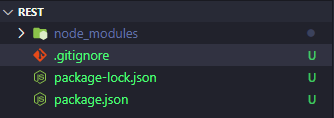 REST
node_modules
.gitignore U
package-lock.json U
package.json U